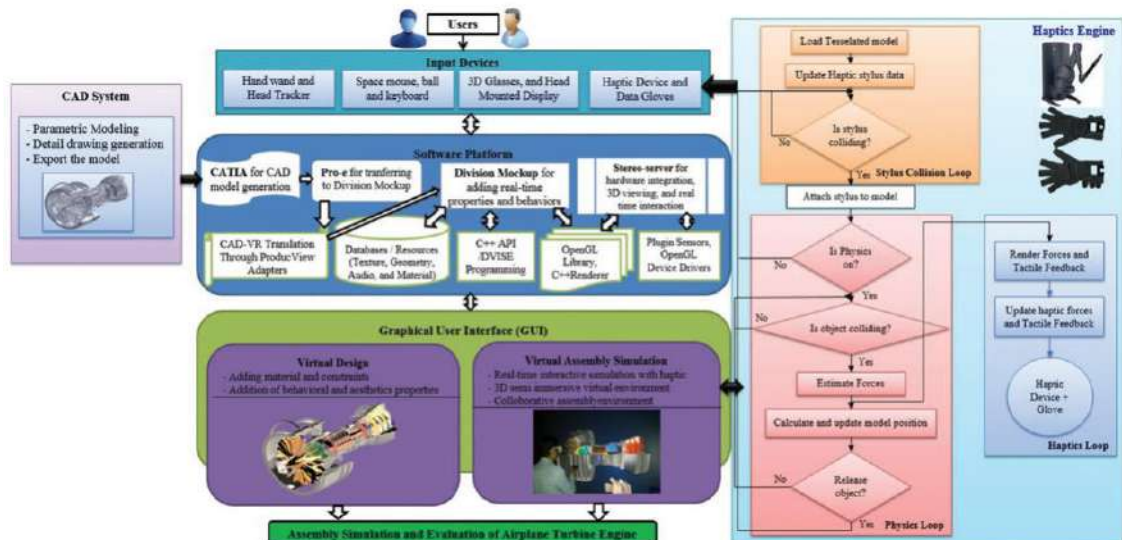 Users
Input Devices
Hand wand and
Head Tracker
Space mouse, ball
and keyboard
3D Glasses, and Head
Mounted Display
Haptic Device and
Data Gloves
CAD System
- Parametric Modeling
- Detail drawing generation
- Export the model
Software Platform
CATIA for CAD
model generation
Pro-e for tranferring
to Division Mockup
Division Mockup for
adding real-time
properties and behaviors
Stereo-server for
hardware integration,
3D viewing, and real
time interaction
CAD-VR Translation
Through ProducView
Adapters
Databases / Resources
(Texture, Geometry,
Audio, and Material)
C++ API
/DVISE
Programming
OpenGL
Library,
C++Renderer
Plugin Sensors,
OpenGL
Device Drivers
Graphical User Interface (GUI)
Virtual Design
- Adding material and constraints
- Addition of behavioral and aesthetics properties
Virtual Assembly Simulation
- Real-time interactive simulation with haptic
- 3D semi immersive virtual environment
- Collaborative assembly environment
Assembly Simulation and Evaluation of Airplane Turbine Engine
Haptics Engine
Load Tesselated model
Update Haptic stylus data
Is stylus
colliding?
No
Yes
Stylus Collision Loop
Attach stylus to model
Is Physics
on?
No
Yes
No
Is object colliding?
Yes
Estimate Forces
Calculate and update model position
Release
object?
No
Yes
Physics Loop
Render Forces and
Tactile Feedback
Update haptic forces
and Tactile Feedback
Haptic
Device +
Glove
Haptics Loop